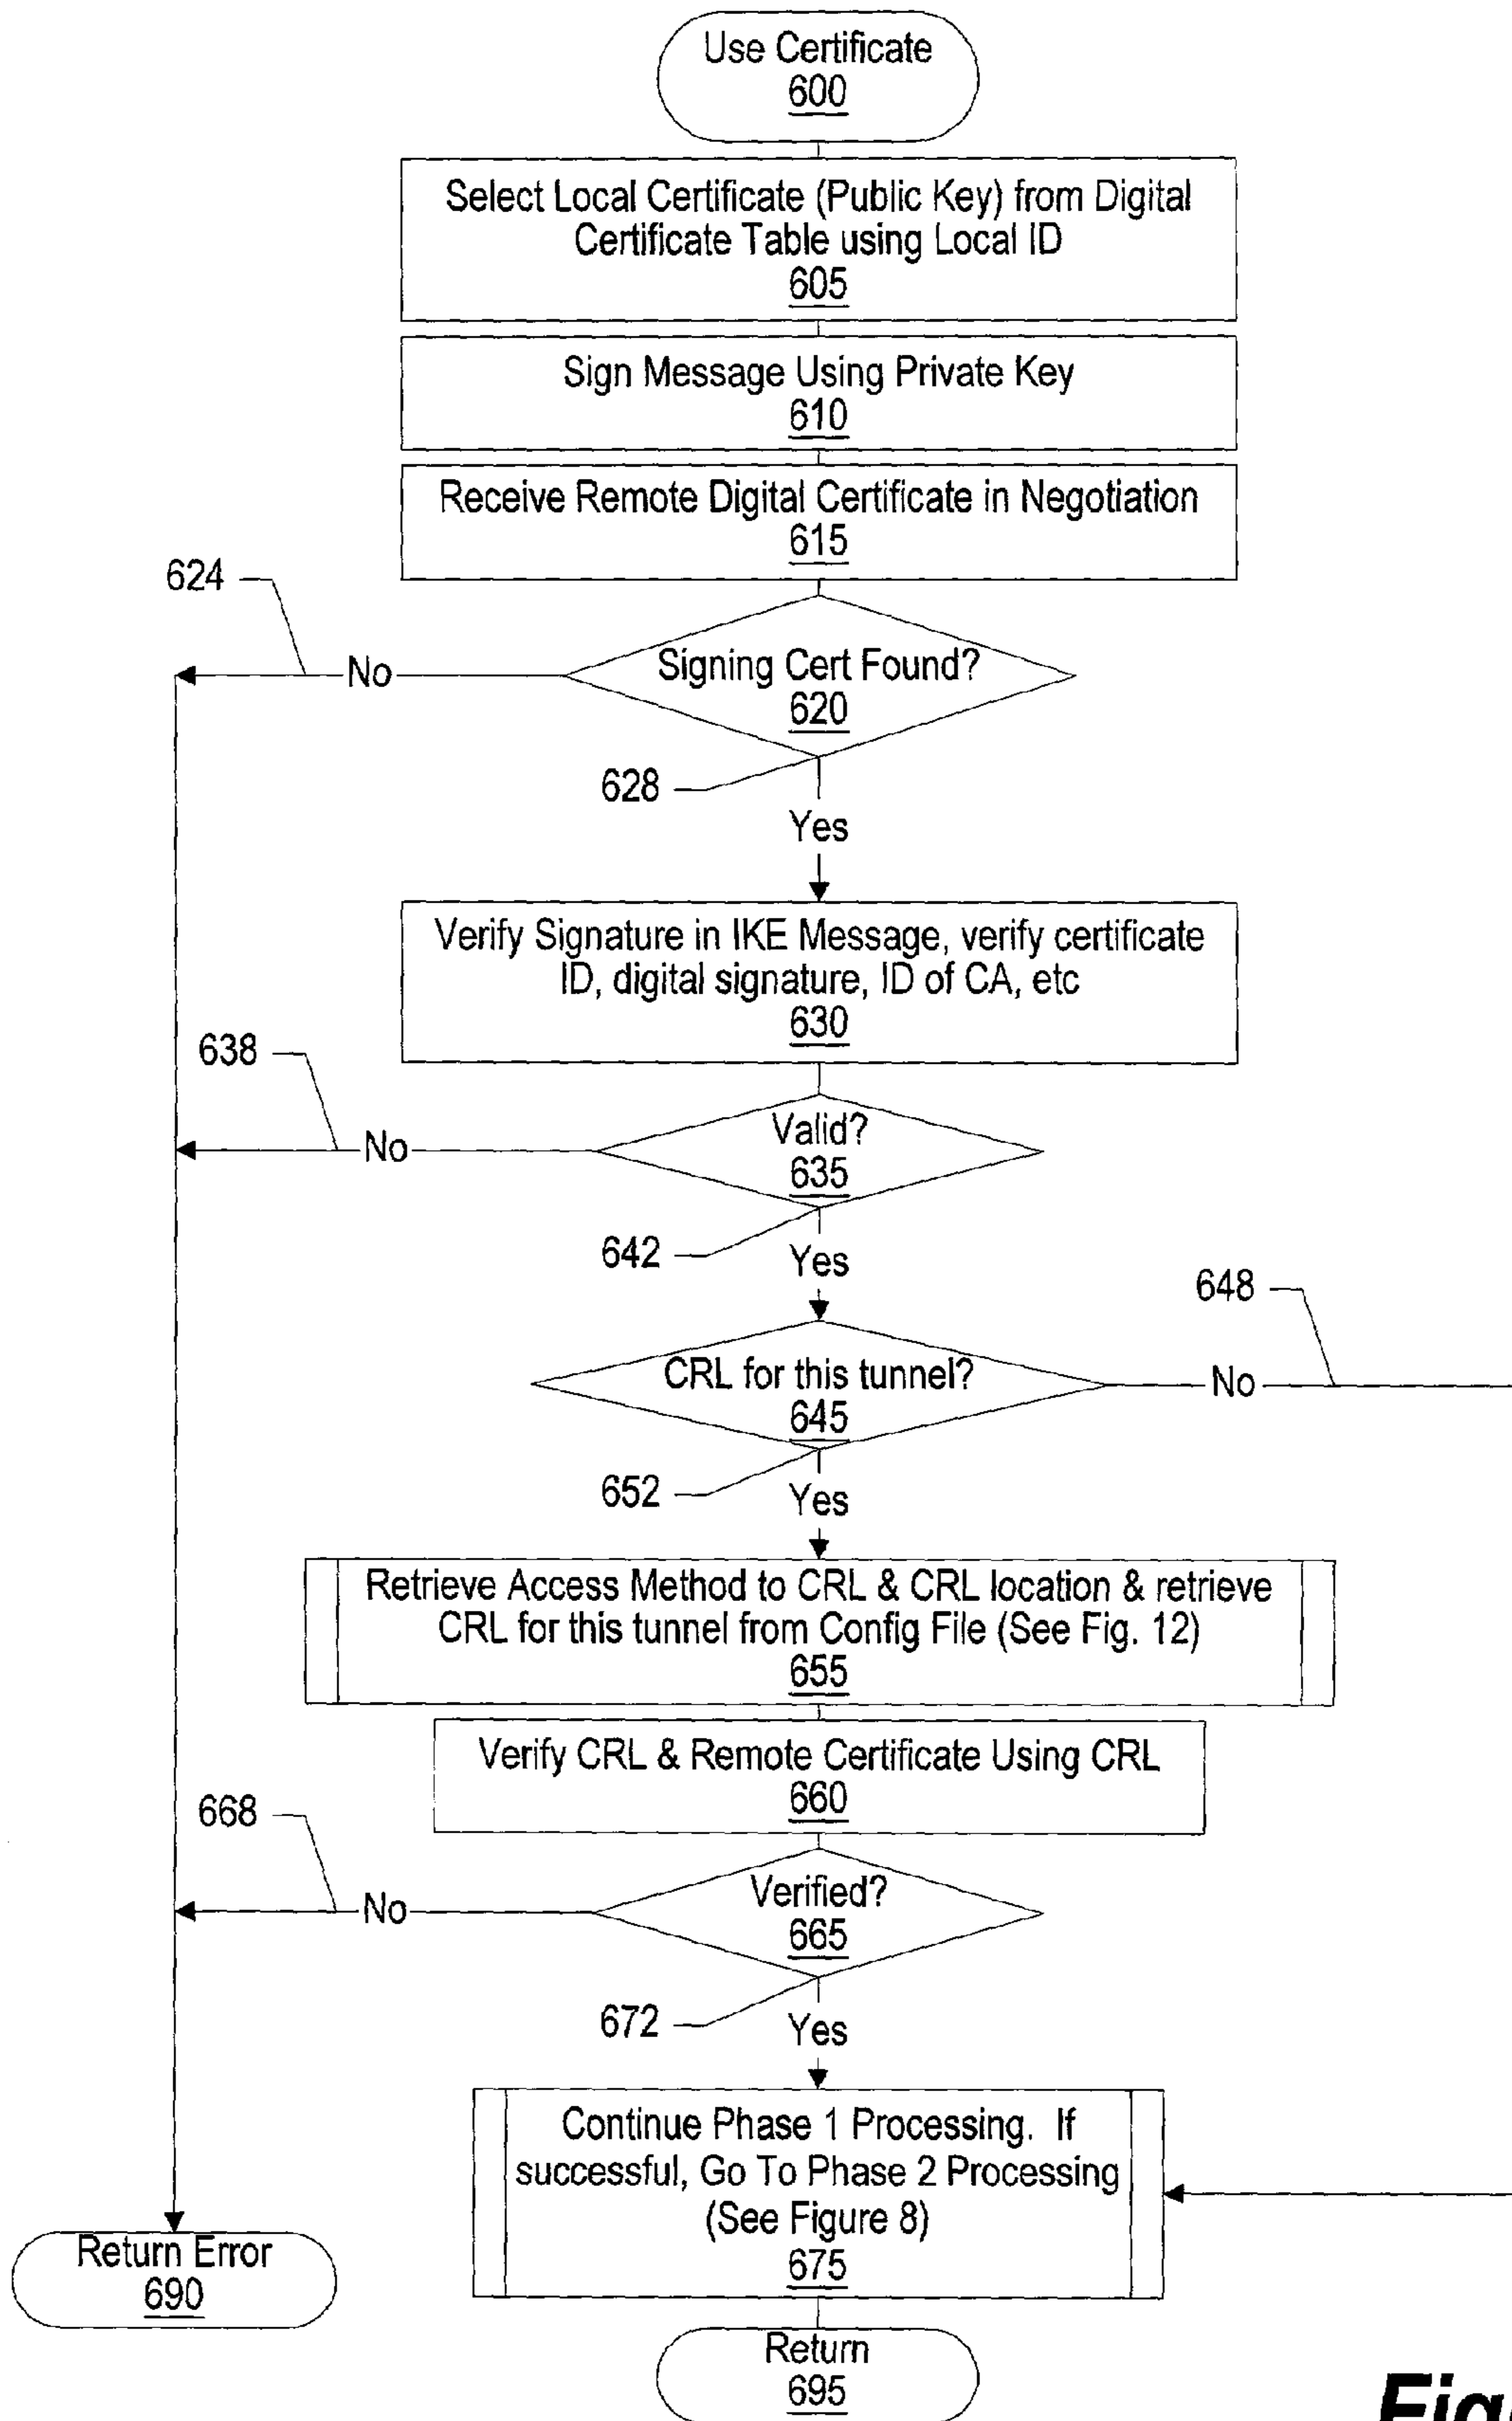 Use Certificate
600
Select Local Certificate (Public Key) from Digital
Certificate Table using Local ID
605
Sign Message Using Private Key
610
Receive Remote Digital Certificate in Negotiation
615
624
No
Signing Cert Found?
620
628
Yes
Verify Signature in IKE Message, verify certificate
ID, digital signature, ID of CA, etc
630
638
No
Valid?
635
642
Yes
648
CRL for this tunnel?
645
No
652
Yes
Retrieve Access Method to CRL & CRL location & retrieve
CRL for this tunnel from Config File (See Fig. 12)
655
Verify CRL & Remote Certificate Using CRL
660
668
No
Verified?
665
672
Yes
Continue Phase 1 Processing. If
successful, Go To Phase 2 Processing
(See Figure 8)
675
Return Error
690
Return
695